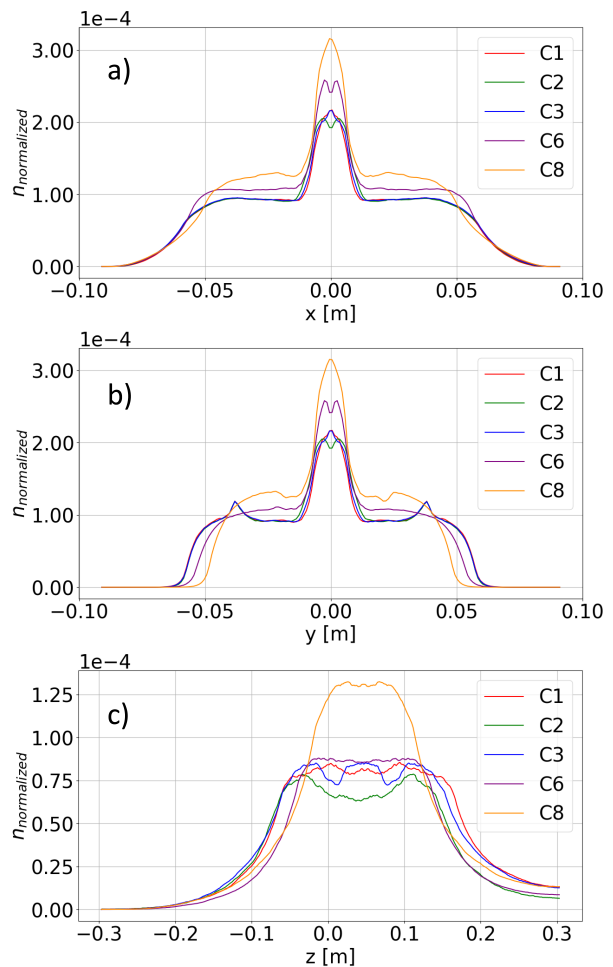 1e−4
a)
C1
C2
C3
C6
C8
3.00
2.00
1.00
0.00
n_normalized
−0.10 −0.05 0.00 0.05 0.10
x [m]
1e−4
b)
C1
C2
C3
C6
C8
3.00
2.00
1.00
0.00
n_normalized
−0.10 −0.05 0.00 0.05 0.10
y [m]
1e−4
c)
C1
C2
C3
C6
C8
1.25
1.00
0.75
0.50
0.25
0.00
n_normalized
−0.3 −0.2 −0.1 0.0 0.1 0.2 0.3
z [m]